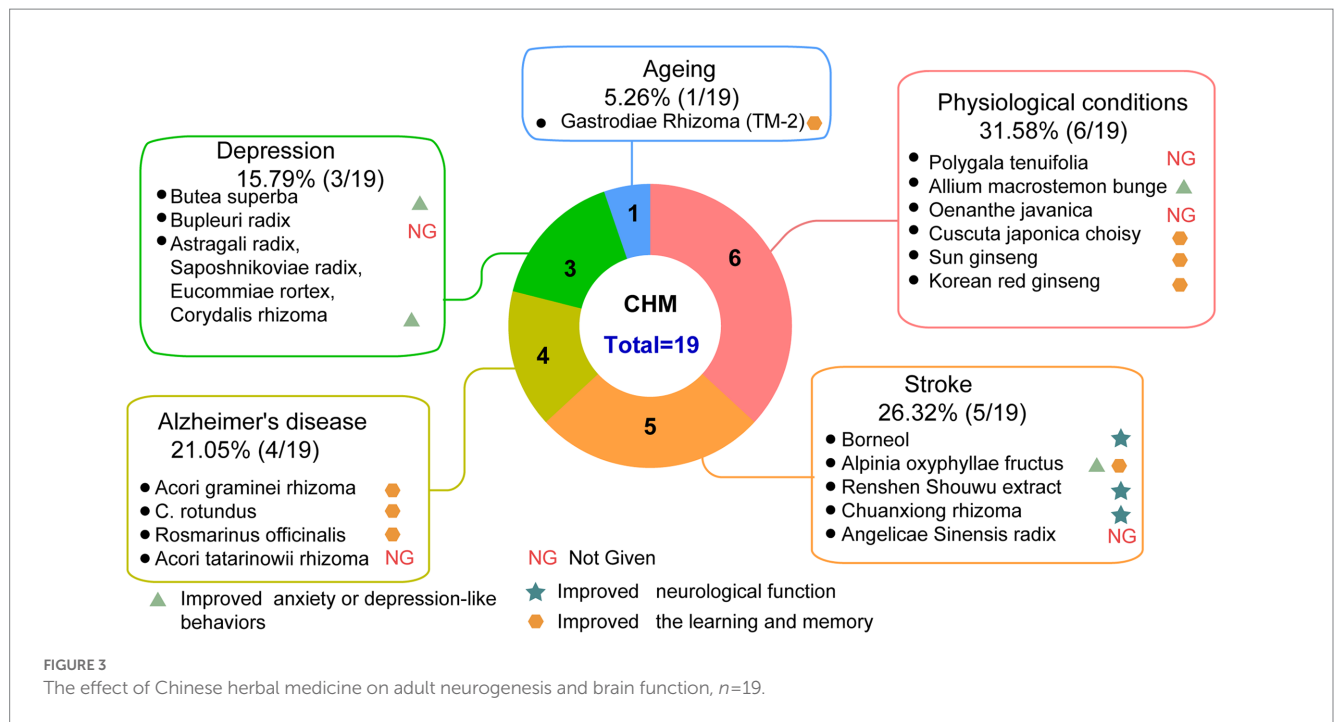 Ageing
5.26% (1/19)
• Gastrodiae Rhizoma (TM-2)
Physiological conditions
31.58% (6/19)
• Polygala tenuifolia NG
• Allium macrostemon bunge
• Oenanthe javanica NG
• Cuscuta japonica choisy
• Sun ginseng
• Korean red ginseng
Depression
15.79% (3/19)
• Butea superba
• Bupleuri radix NG
• Astragali radix,
Saposhnikoviae radix,
Eucommiae rortex,
Corydalis rhizoma
1
6
3
CHM
Total=19
4
5
Stroke
26.32% (5/19)
• Borneol
• Alpinia oxyphyllae fructus
• Renshen Shouwu extract
• Chuanxiong rhizoma
• Angelicae Sinensis radix NG
Alzheimer's disease
21.05% (4/19)
• Acori graminei rhizoma
• C. rotundus
• Rosmarinus officinalis
• Acori tatarinowii rhizoma NG
Improved anxiety or depression-like
behaviors
NG Not Given
Improved neurological function
Improved the learning and memory
FIGURE 3
The effect of Chinese herbal medicine on adult neurogenesis and brain function, n=19.